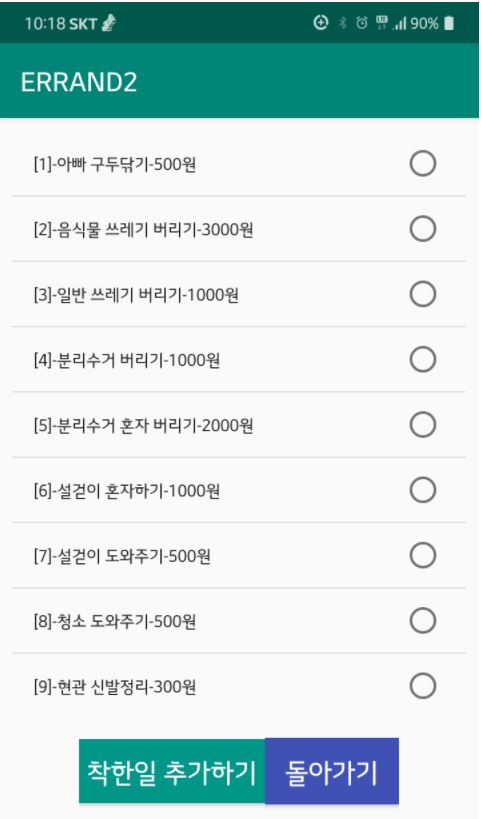 10:18 SKT 90%
ERRAND2
[1]-아빠 구두닦기-500원
[2]-음식물 쓰레기 버리기-3000원
[3]-일반 쓰레기 버리기-1000원
[4]-분리수거 버리기-1000원
[5]-분리수거 혼자 버리기-2000원
[6]-설걷이 혼자하기-1000원
[7]-설걷이 도와주기-500원
[8]-청소 도와주기-500원
[9]-현관 신발정리-300원
착한일 추가하기 돌아가기